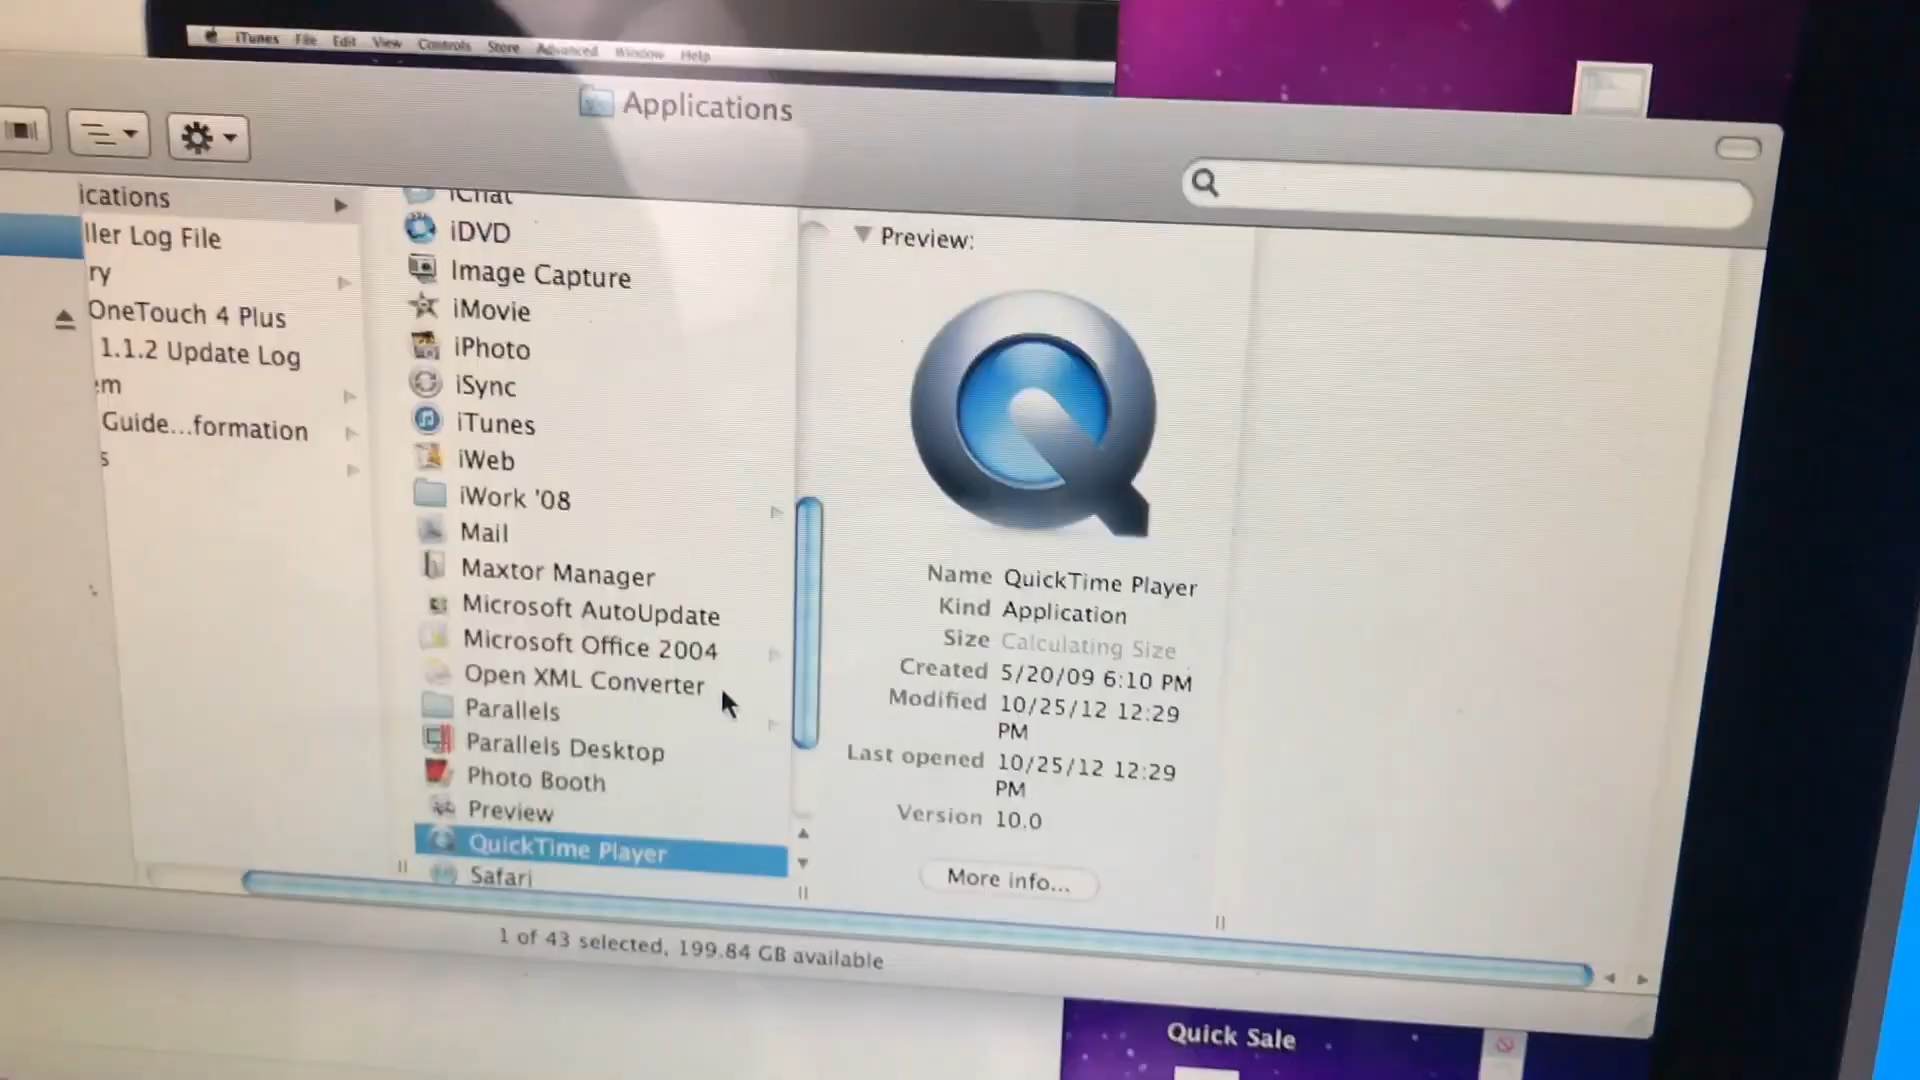 iTunes File Edit View Controls Store Advanced Window Help
Applications
ications
ller Log File
ry
OneTouch 4 Plus
1.1.2 Update Log
em
Guide...formation
s
iChat
iDVD
Image Capture
iMovie
iPhoto
iSync
iTunes
iWeb
iWork '08
Mail
Maxtor Manager
Microsoft AutoUpdate
Microsoft Office 2004
Open XML Converter
Parallels
Parallels Desktop
Photo Booth
Preview
QuickTime Player
Safari
Preview:
Name QuickTime Player
Kind Application
Size Calculating Size
Created 5/20/09 6:10 PM
Modified 10/25/12 12:29
PM
Last opened 10/25/12 12:29
PM
Version 10.0
More info...
1 of 43 selected, 199.84 GB available
Quick Sale